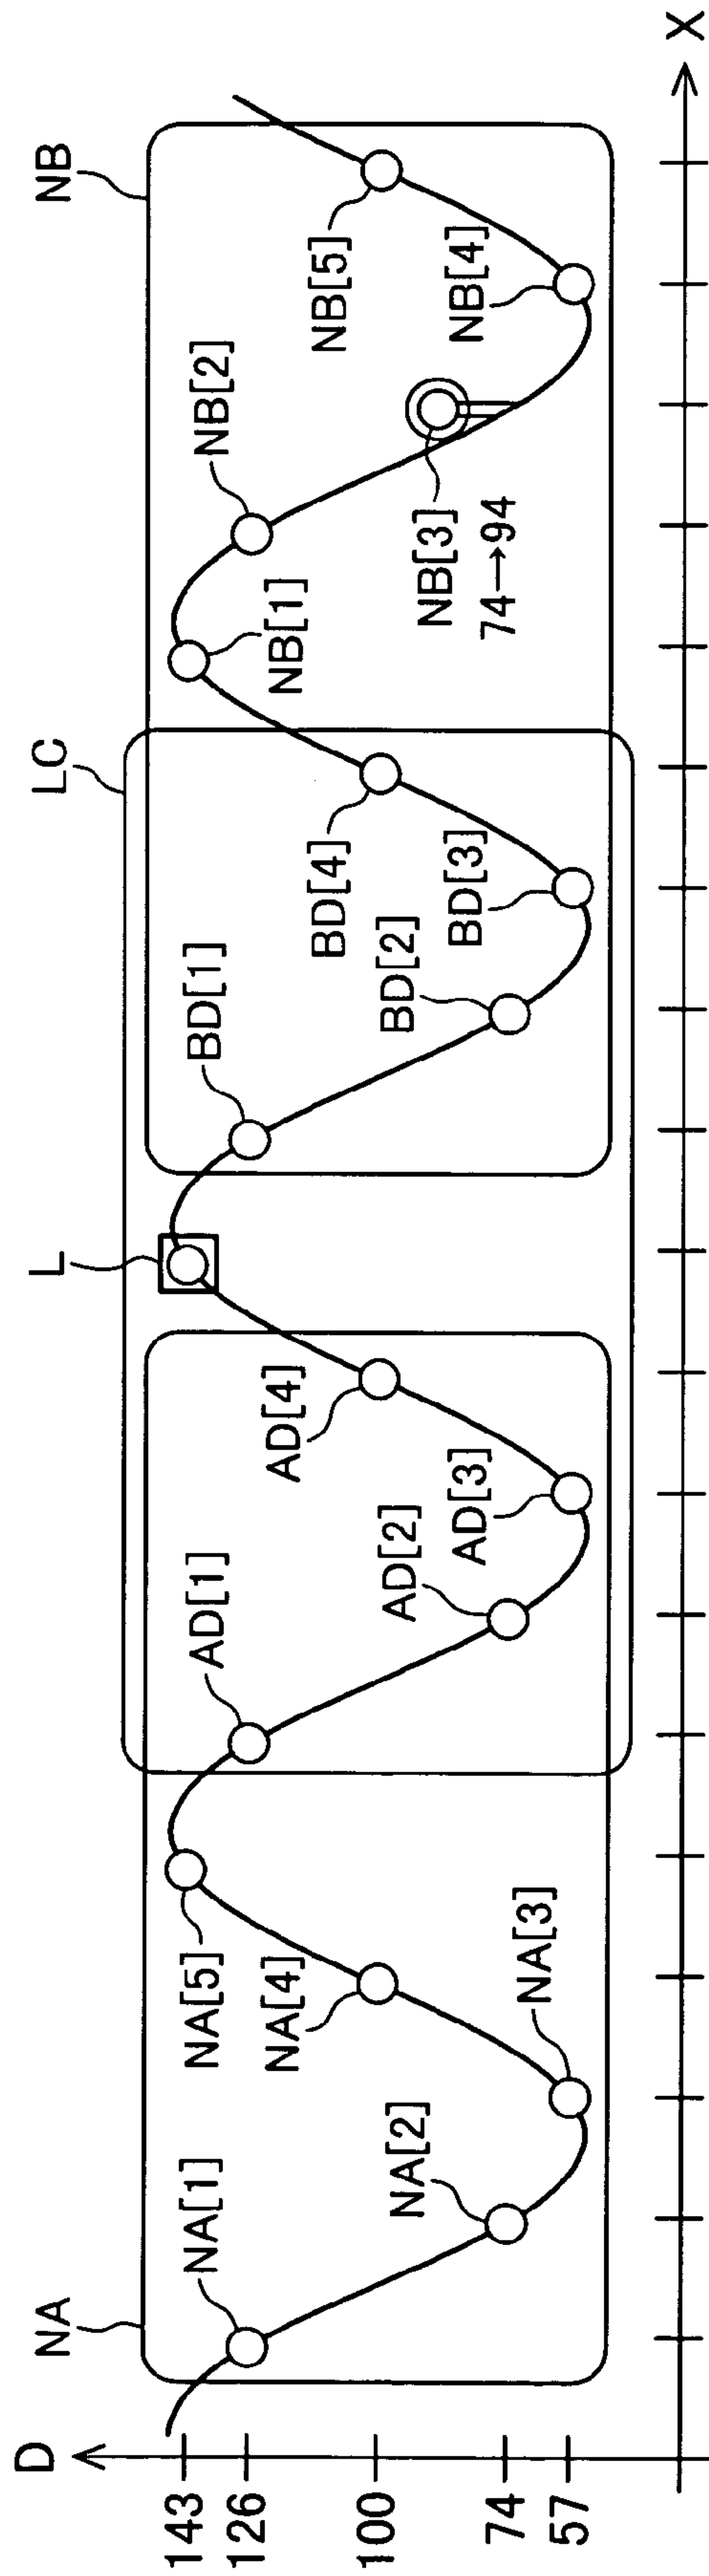 D
143
126
100
74
57
NA
NA[1]
NA[2]
NA[3]
NA[4]
NA[5]
AD[1]
AD[2]
AD[3]
AD[4]
L
LC
BD[1]
BD[2]
BD[3]
BD[4]
NB
NB[1]
NB[2]
NB[3]
74→94
NB[4]
NB[5]
X